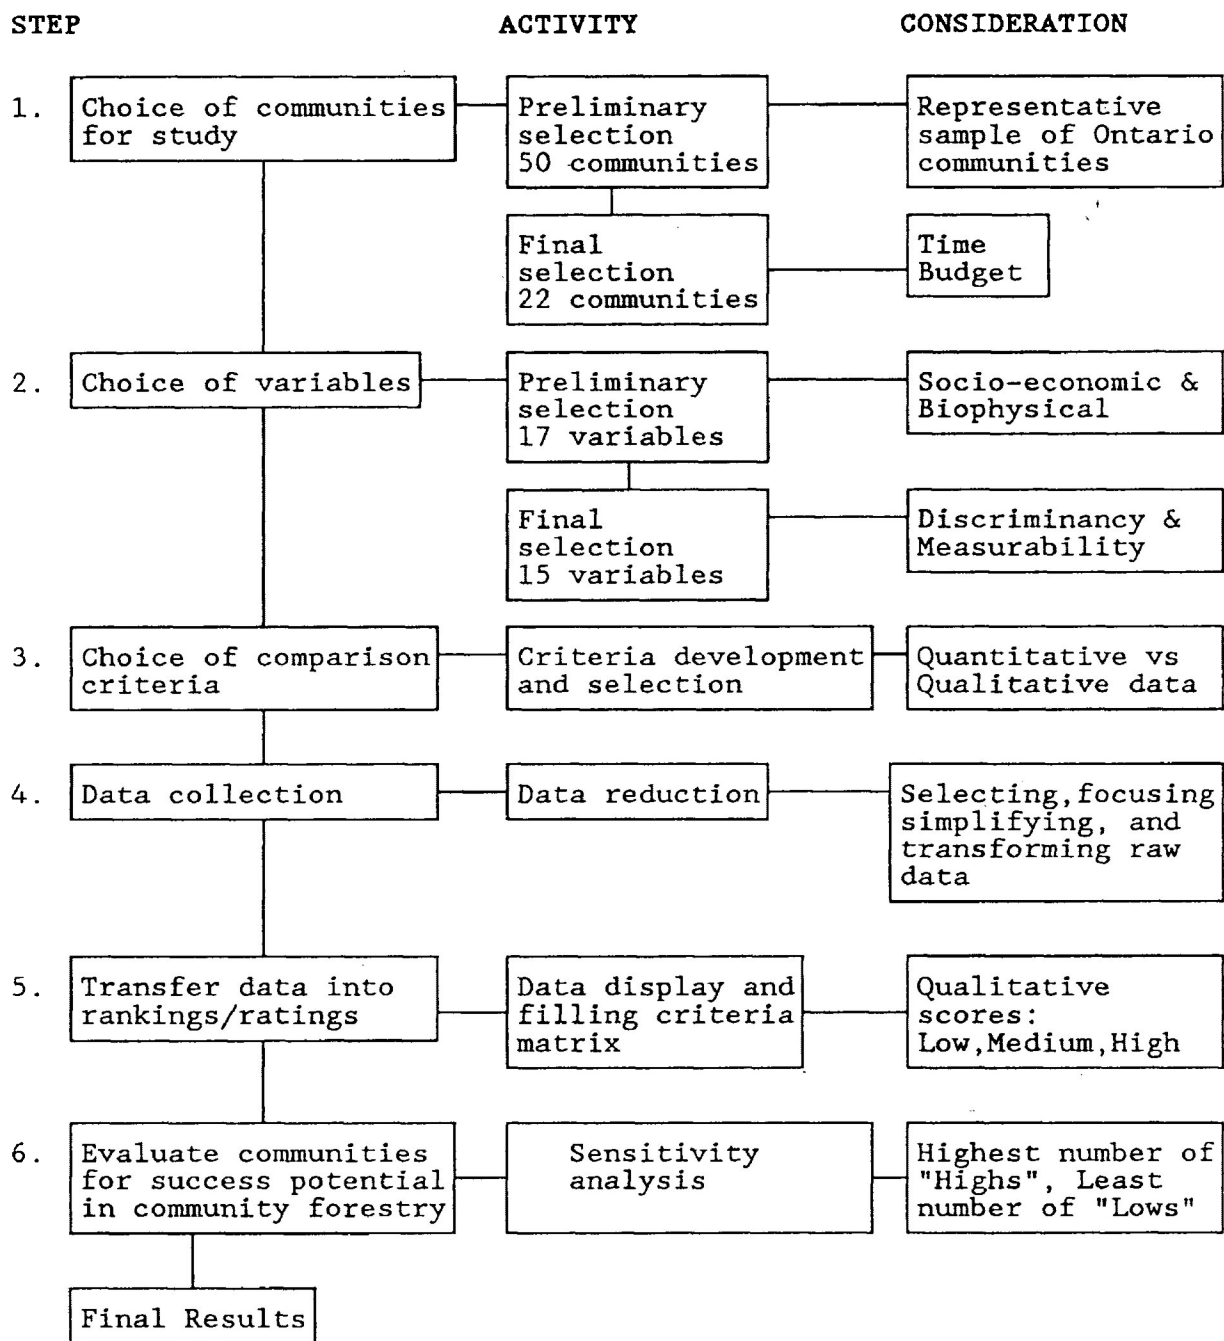 STEP ACTIVITY CONSIDERATION
1. Choice of communities
for study
Preliminary
selection
50 communities
Representative
sample of Ontario
communities
Final
selection
22 communities
Time
Budget
2. Choice of variables
Preliminary
selection
17 variables
Socio-economic &
Biophysical
Final
selection
15 variables
Discriminancy &
Measurability
3. Choice of comparison
criteria
Criteria development
and selection
Quantitative vs
Qualitative data
4. Data collection
Data reduction
Selecting,focusing
simplifying, and
transforming raw
data
5. Transfer data into
rankings/ratings
Data display and
filling criteria
matrix
Qualitative
scores:
Low,Medium,High
6. Evaluate communities
for success potential
in community forestry
Sensitivity
analysis
Highest number of
"Highs", Least
number of "Lows"
Final Results